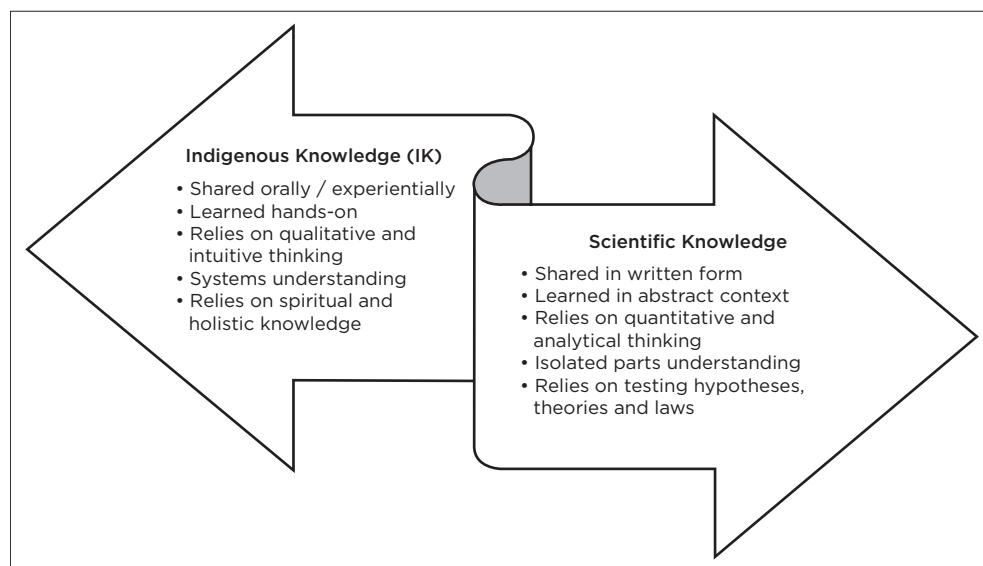 Indigenous Knowledge (IK)
• Shared orally / experientially
• Learned hands-on
• Relies on qualitative and
intuitive thinking
• Systems understanding
• Relies on spiritual and
holistic knowledge
Scientific Knowledge
• Shared in written form
• Learned in abstract context
• Relies on quantitative and
analytical thinking
• Isolated parts understanding
• Relies on testing hypotheses,
theories and laws